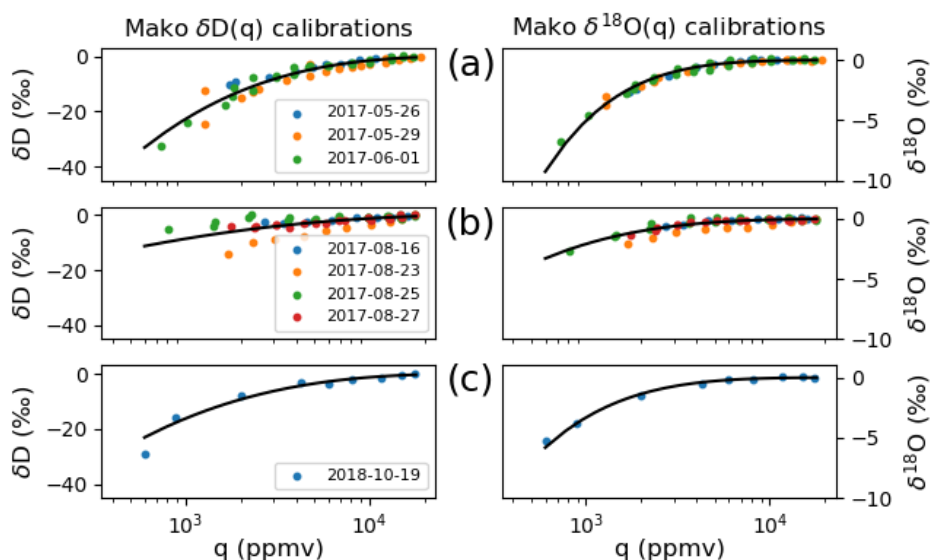 Mako δD(q) calibrations
Mako δ¹⁸O(q) calibrations
(a)
δD (‰)
0
−20
−40
2017-05-26
2017-05-29
2017-06-01
0
−5
−10
δ¹⁸O (‰)
(b)
δD (‰)
0
−20
−40
2017-08-16
2017-08-23
2017-08-25
2017-08-27
0
−5
−10
δ¹⁸O (‰)
(c)
δD (‰)
0
−20
−40
2018-10-19
0
−5
−10
δ¹⁸O (‰)
10³
10⁴
10³
10⁴
q (ppmv)
q (ppmv)